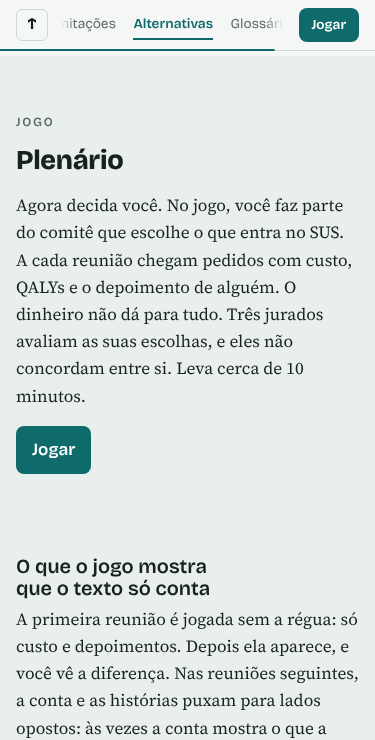 ↑
Alternativas
Jogar
JOGO
Plenário
Agora decida você. No jogo, você faz parte
do comitê que escolhe o que entra no SUS.
A cada reunião chegam pedidos com custo,
QALYs e o depoimento de alguém. O
dinheiro não dá para tudo. Três jurados
avaliam as suas escolhas, e eles não
concordam entre si. Leva cerca de 10
minutos.
Jogar
O que o jogo mostra
que o texto só conta
A primeira reunião é jogada sem a régua: só
custo e depoimentos. Depois ela aparece, e
você vê a diferença. Nas reuniões seguintes,
a conta e as histórias puxam para lados
opostos: às vezes a conta mostra o que a